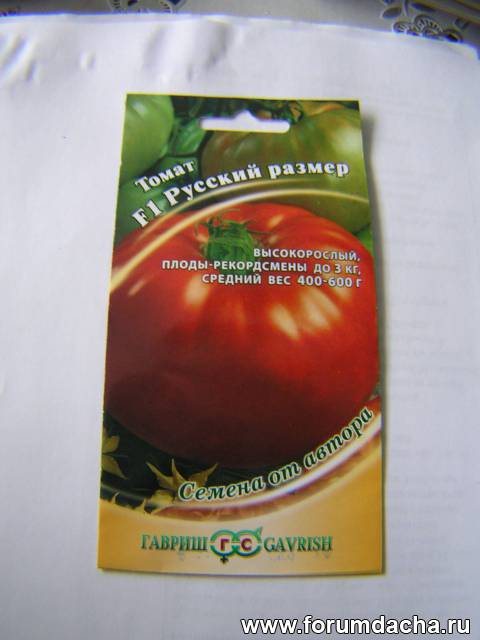 Томат
F1 Русский размер
ВЫСОКОРОСЛЫЙ,
ПЛОДЫ-РЕКОРДСМЕНЫ ДО 3 КГ,
СРЕДНИЙ ВЕС 400-600 Г
Семена от автора
ГАВРИШ ГС GAVRISH
www.forumdacha.ru